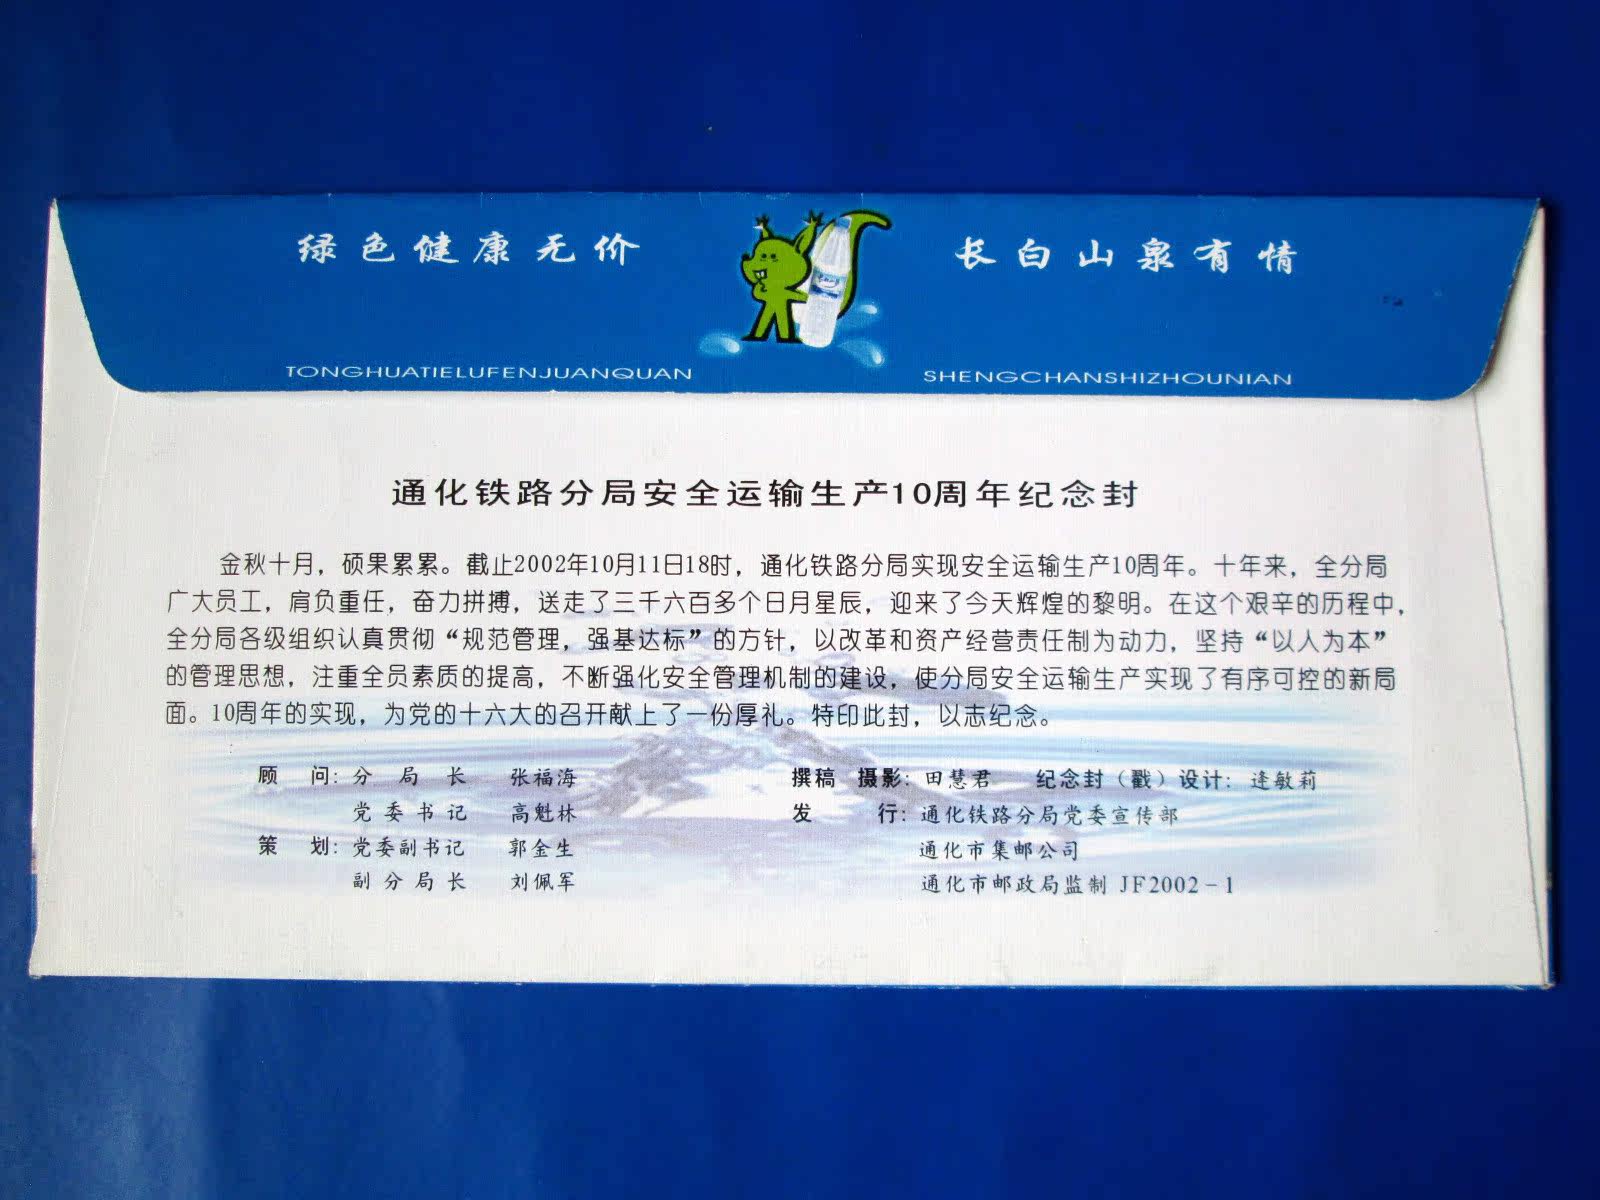 绿色健康无价 长白山泉有情
TONGHUATIELUFENJUANQUAN SHENGCHANSHIZHOUNIAN
通化铁路分局安全运输生产10周年纪念封
金秋十月，硕果累累。截止2002年10月11日18时，通化铁路分局实现安全运输生产10周年。十年来，全分局
广大员工，肩负重任，奋力拼搏，送走了三千六百多个日月星辰，迎来了今天辉煌的黎明。在这个艰辛的历程中，
全分局各级组织认真贯彻“规范管理，强基达标”的方针，以改革和资产经营责任制为动力，坚持“以人为本”
的管理思想，注重全员素质的提高，不断强化安全管理机制的建设，使分局安全运输生产实现了有序可控的新局
面。10周年的实现，为党的十六大的召开献上了一份厚礼。特印此封，以志纪念。
顾 问：分 局 长 张福海 撰稿 摄影：田慧君 纪念封（戳）设计：逄敏莉
党委书记 高魁林 发 行：通化铁路分局党委宣传部
策 划：党委副书记 郭金生 通化市集邮公司
副分局长 刘佩军 通化市邮政局监制 JF2002-1